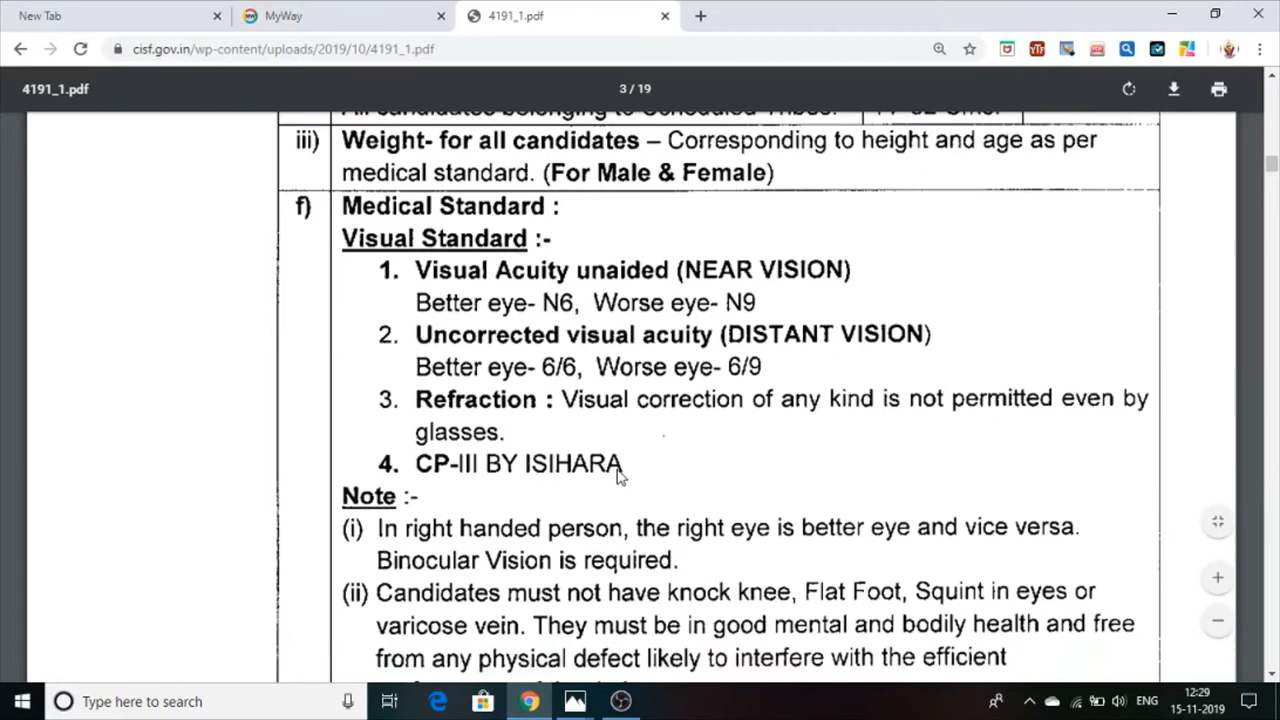 New Tab
MyWay
4191_1.pdf
cisf.gov.in/wp-content/uploads/2019/10/4191_1.pdf
4191_1.pdf
3 / 19
All candidates belonging to Scheduled Tribes.
iii) Weight- for all candidates – Corresponding to height and age as per
medical standard. (For Male & Female)
f) Medical Standard :
Visual Standard :-
1. Visual Acuity unaided (NEAR VISION)
Better eye- N6, Worse eye- N9
2. Uncorrected visual acuity (DISTANT VISION)
Better eye- 6/6, Worse eye- 6/9
3. Refraction : Visual correction of any kind is not permitted even by
glasses.
4. CP-III BY ISIHARA
Note :-
(i) In right handed person, the right eye is better eye and vice versa.
Binocular Vision is required.
(ii) Candidates must not have knock knee, Flat Foot, Squint in eyes or
varicose vein. They must be in good mental and bodily health and free
from any physical defect likely to interfere with the efficient
Type here to search
ENG
12:29
15-11-2019